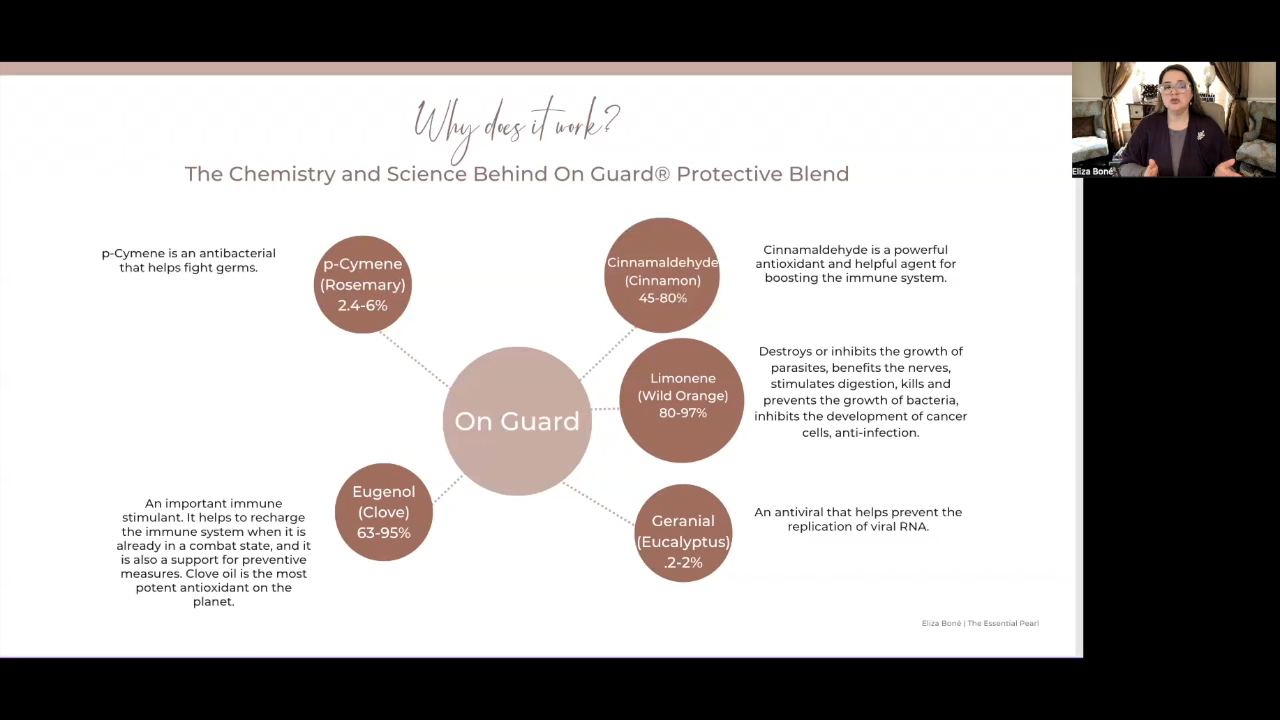 Why does it work?
The Chemistry and Science Behind On Guard® Protective Blend
p-Cymene is an antibacterial
that helps fight germs.
p-Cymene
(Rosemary)
2.4-6%
Cinnamaldehyde
(Cinnamon)
45-80%
Cinnamaldehyde is a powerful
antioxidant and helpful agent for
boosting the immune system.
On Guard
Limonene
(Wild Orange)
80-97%
Destroys or inhibits the growth of
parasites, benefits the nerves,
stimulates digestion, kills and
prevents the growth of bacteria,
inhibits the development of cancer
cells, anti-infection.
An important immune
stimulant. It helps to recharge
the immune system when it is
already in a combat state, and it
is also a support for preventive
measures. Clove oil is the most
potent antioxidant on the
planet.
Eugenol
(Clove)
63-95%
Geranial
(Eucalyptus)
.2-2%
An antiviral that helps prevent the
replication of viral RNA.
Eliza Boné | The Essential Pearl
Eliza Boné